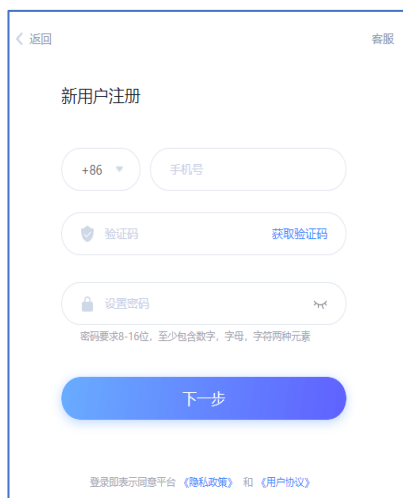 返回 客服
新用户注册
+86 手机号
验证码 获取验证码
设置密码
密码要求8-16位，至少包含数字，字母，字符两种元素
下一步
登录即表示同意平台《隐私政策》 和 《用户协议》